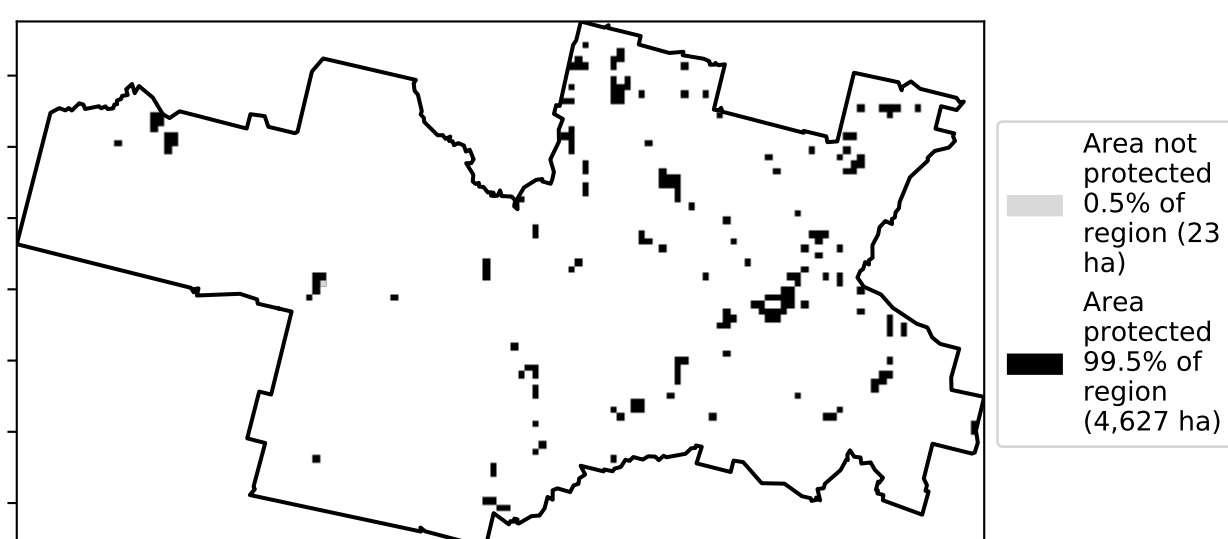 Area not
protected
0.5% of
region (23
ha)
Area
protected
99.5% of
region
(4,627 ha)